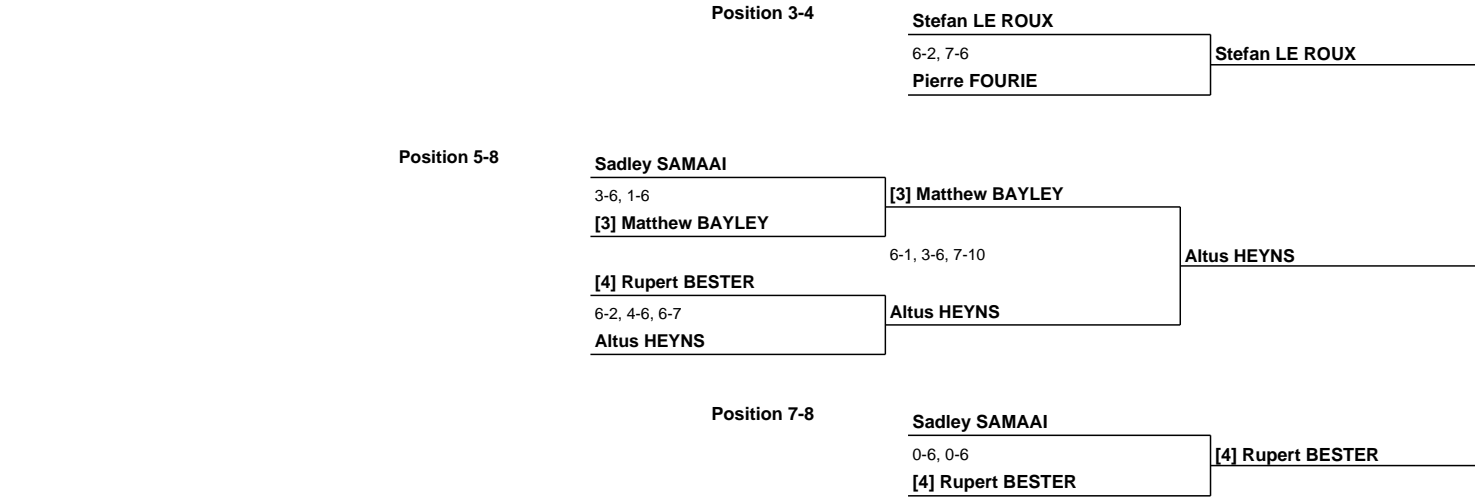 Position 3-4
Stefan LE ROUX
6-2, 7-6
Stefan LE ROUX
Pierre FOURIE
Position 5-8
Sadley SAMAAI
3-6, 1-6
[3] Matthew BAYLEY
[3] Matthew BAYLEY
6-1, 3-6, 7-10
Altus HEYNS
[4] Rupert BESTER
6-2, 4-6, 6-7
Altus HEYNS
Altus HEYNS
Position 7-8
Sadley SAMAAI
0-6, 0-6
[4] Rupert BESTER
[4] Rupert BESTER